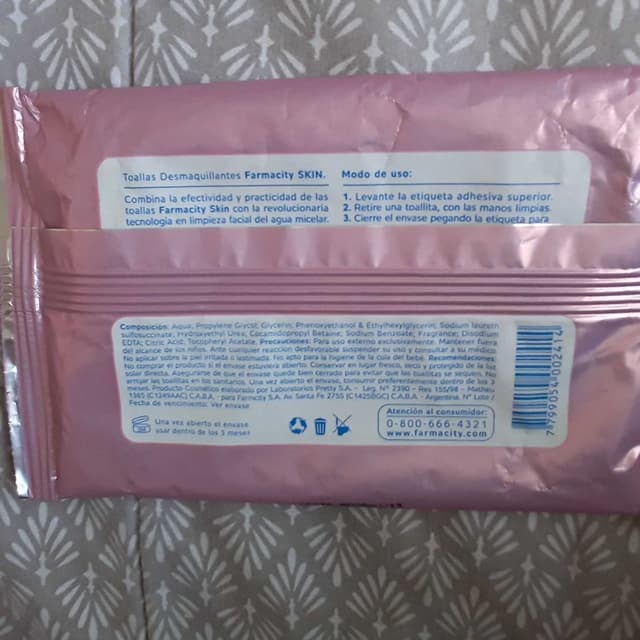 Toallas Desmaquillantes Farmacity SKIN.
Combina la efectividad y practicidad de las
toallas Farmacity Skin con la revolucionaria
tecnología en limpieza facial del agua micelar.
Modo de uso:
1. Levante la etiqueta adhesiva superior.
2. Retire una toallita, con las manos limpias.
3. Cierre el envase pegando la etiqueta para
Composición: Aqua, Propylene Glycol, Glycerin, Phenoxyethanol & Ethylhexylglycerin, Sodium laureth
sulfosuccinate, Hydroxyethyl Urea, Cocamidopropyl Betaine, Sodium Benzoate, Fragrance, Disodium
EDTA; Citric Acid, Tocopheryl Acetate. Precauciones: Para uso externo exclusivamente. Mantener fuera
del alcance de los niños. Ante cualquier reacción desfavorable suspender su uso y consultar a su médico.
No aplicar sobre la piel irritada o lastimada. No apto para la higiene de la cola del bebé. Recomendaciones:
No comprar el producto si el envase estuviera abierto. Conservar en lugar fresco, seco y protegido de la luz
solar directa. Asegurarse de que el envase quede bien cerrado para evitar que las toallitas se sequen. No
arrojar las toallitas en los sanitarios. Una vez abierto el envase, consumir preferentemente dentro de los 3
meses. Producto Cosmético elaborado por Laboratorios Pretty S.A. - Leg. Nº 2390 - Res 155/98 - Matheu
1365 (C1249AAC) C.A.B.A. - para Farmacity S.A. Av. Santa Fe 2755 (C1425BGC) C.A.B.A. - Argentina. Nº Lote /
Fecha de vencimiento: Ver envase
Una vez abierto el envase
usar dentro de los 3 meses
Atención al consumidor:
0-800-666-4321
www.farmacity.com
7799054002414